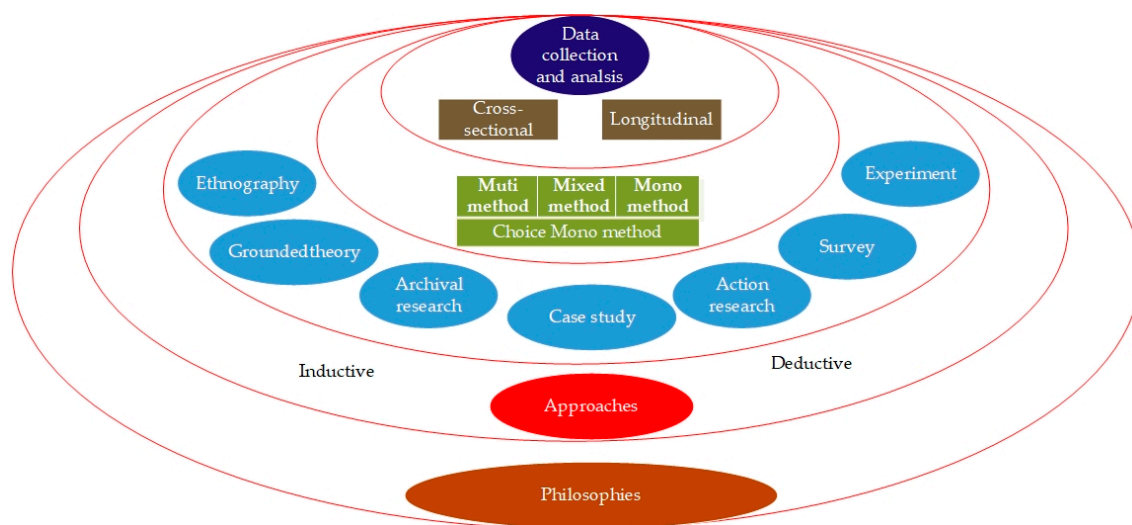 Data
collection
and analsis
Cross-
sectional
Longitudinal
Ethnography
Experiment
Muti
method
Mixed
method
Mono
method
Choice Mono method
Groundedtheory
Survey
Archival
research
Case study
Action
research
Inductive
Deductive
Approaches
Philosophies